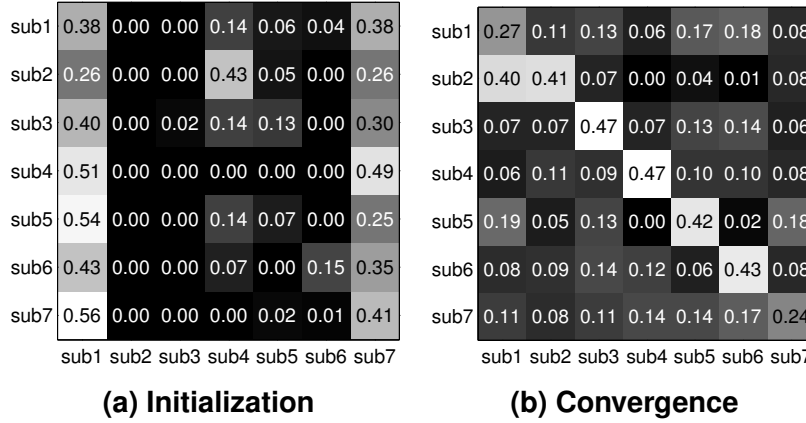 sub1 0.38 0.00 0.00 0.14 0.06 0.04 0.38
sub2 0.26 0.00 0.00 0.43 0.05 0.00 0.26
sub3 0.40 0.00 0.02 0.14 0.13 0.00 0.30
sub4 0.51 0.00 0.00 0.00 0.00 0.00 0.49
sub5 0.54 0.00 0.00 0.14 0.07 0.00 0.25
sub6 0.43 0.00 0.00 0.07 0.00 0.15 0.35
sub7 0.56 0.00 0.00 0.00 0.02 0.01 0.41
sub1 sub2 sub3 sub4 sub5 sub6 sub7
(a) Initialization
sub1 0.27 0.11 0.13 0.06 0.17 0.18 0.08
sub2 0.40 0.41 0.07 0.00 0.04 0.01 0.08
sub3 0.07 0.07 0.47 0.07 0.13 0.14 0.06
sub4 0.06 0.11 0.09 0.47 0.10 0.10 0.08
sub5 0.19 0.05 0.13 0.00 0.42 0.02 0.18
sub6 0.08 0.09 0.14 0.12 0.06 0.43 0.08
sub7 0.11 0.08 0.11 0.14 0.14 0.17 0.24
sub1 sub2 sub3 sub4 sub5 sub6 sub7
(b) Convergence